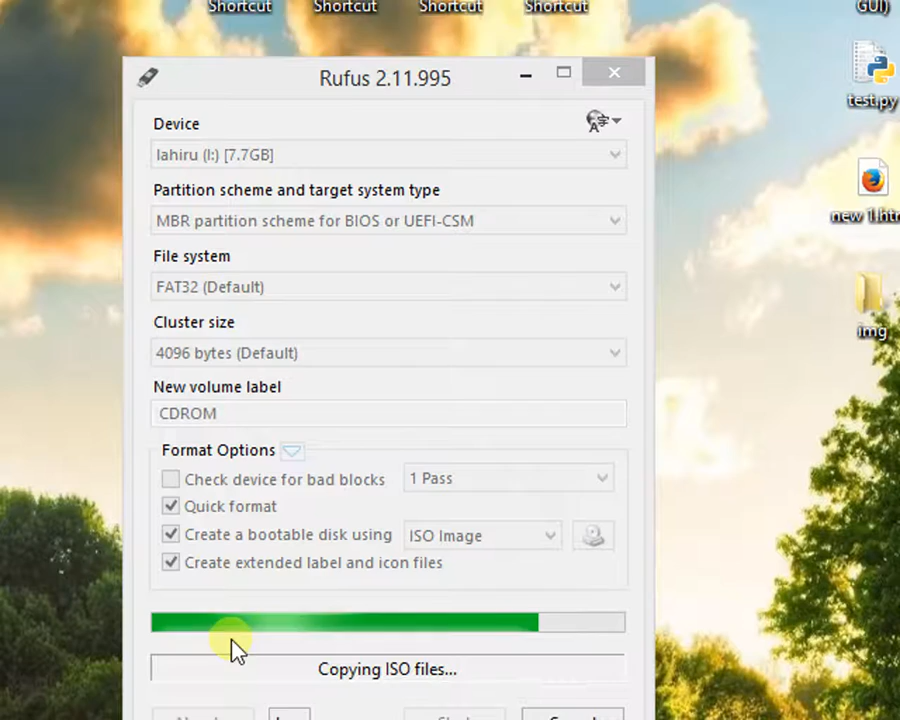 Shortcut Shortcut Shortcut Shortcut
GUI)
Rufus 2.11.995
test.py
Device
lahiru (I:) [7.7GB]
Partition scheme and target system type
MBR partition scheme for BIOS or UEFI-CSM
new 1.htm
File system
FAT32 (Default)
img
Cluster size
4096 bytes (Default)
New volume label
CDROM
Format Options
Check device for bad blocks 1 Pass
Quick format
Create a bootable disk using ISO Image
Create extended label and icon files
Copying ISO files...